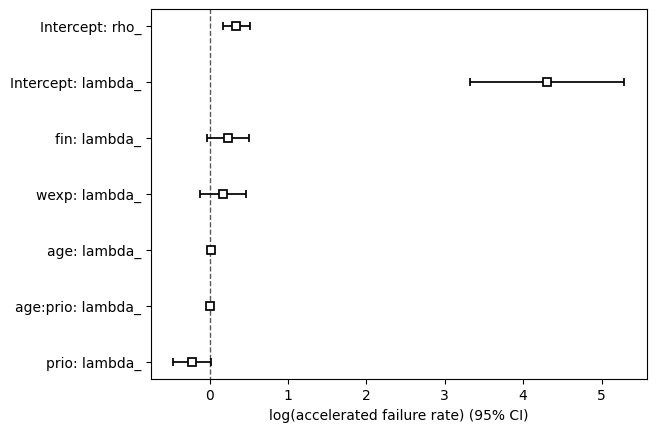 Intercept: rho_
Intercept: lambda_
fin: lambda_
wexp: lambda_
age: lambda_
age:prio: lambda_
prio: lambda_
0 1 2 3 4 5
log(accelerated failure rate) (95% CI)